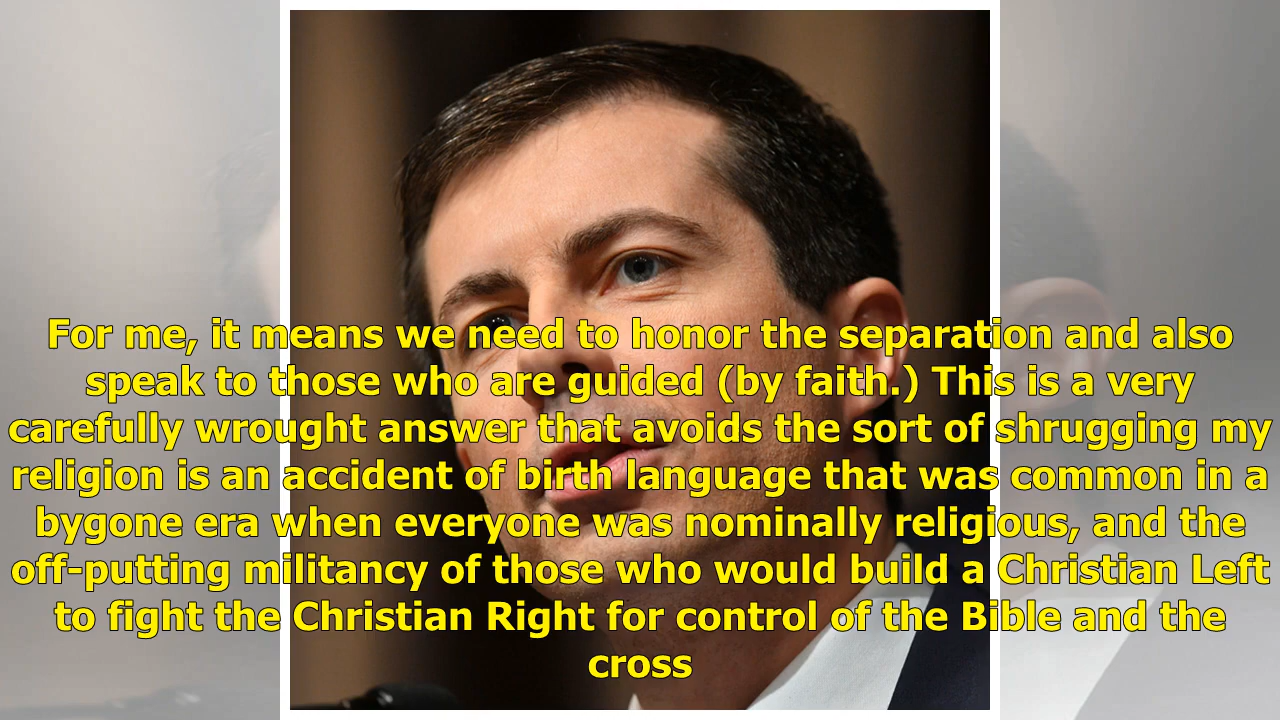 For me, it means we need to honor the separation and also
speak to those who are guided (by faith.) This is a very
carefully wrought answer that avoids the sort of shrugging my
religion is an accident of birth language that was common in a
bygone era when everyone was nominally religious, and the
off-putting militancy of those who would build a Christian Left
to fight the Christian Right for control of the Bible and the
cross